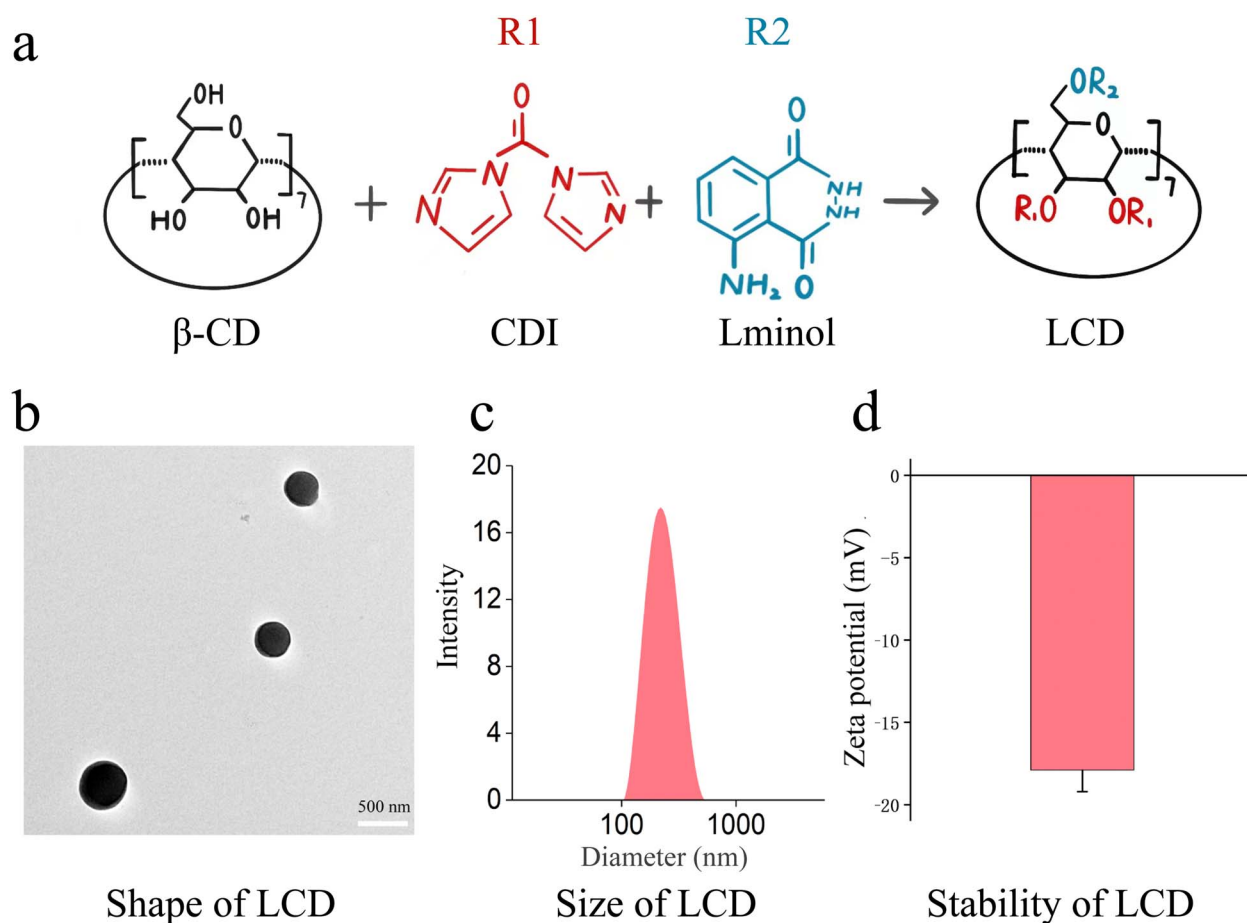 a
R1
R2
OH
O
HO
OH
7
+
O
N
N
N
N
+
O
NH
NH
NH₂
O
→
OR₂
O
R₁O
OR₁
7
β-CD
CDI
Lminol
LCD
b
500 nm
Shape of LCD
c
20
16
12
8
4
0
Intensity
100
1000
Diameter (nm)
Size of LCD
d
0
-5
-10
-15
-20
Zeta potential (mV)
Stability of LCD